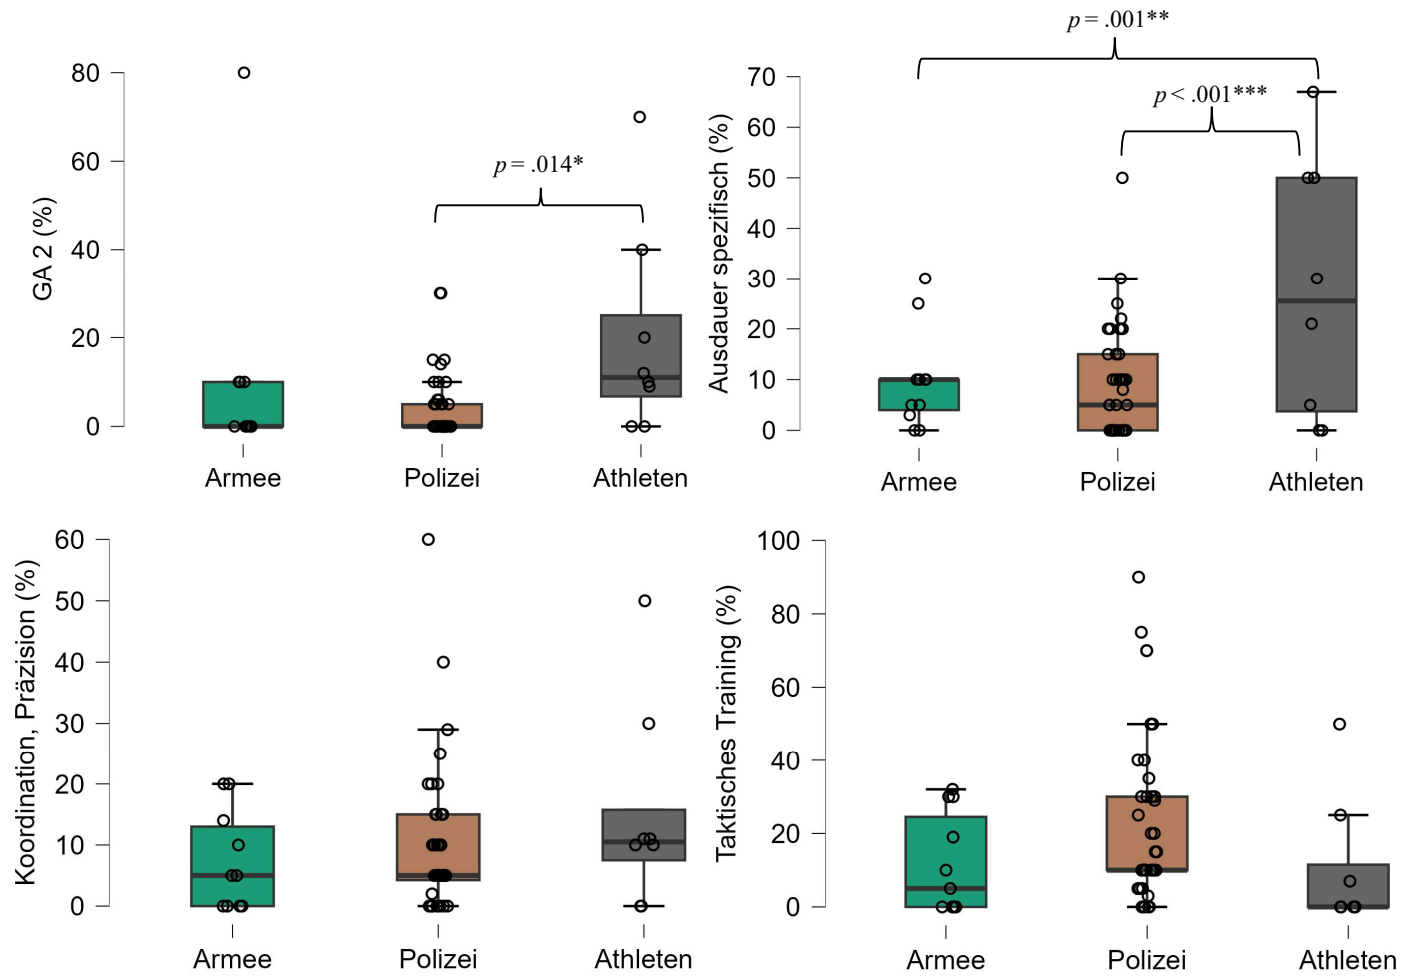 GA 2 (%)
80
60
40
20
0
p = .014*
Armee
Polizei
Athleten
Ausdauer spezifisch (%)
70
60
50
40
30
20
10
0
p = .001**
p < .001***
Armee
Polizei
Athleten
Koordination, Präzision (%)
60
50
40
30
20
10
0
Armee
Polizei
Athleten
Taktisches Training (%)
100
80
60
40
20
0
Armee
Polizei
Athleten